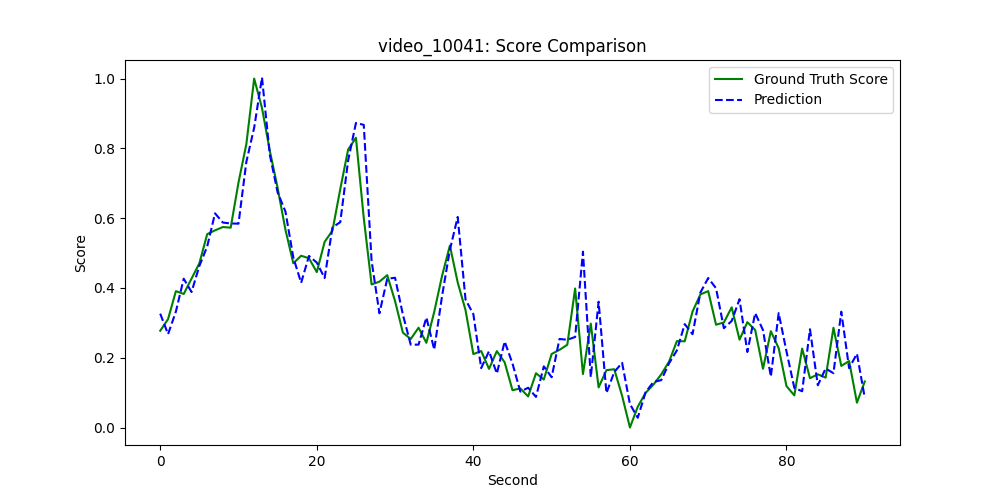 video_10041: Score Comparison
Ground Truth Score
Prediction
1.0
0.8
0.6
0.4
0.2
0.0
Score
0 20 40 60 80
Second